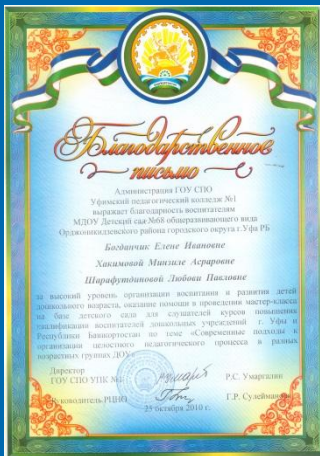 Благодарственное
письмо
Администрация ГОУ СПО
Уфимский педагогический колледж №1
выражает благодарность воспитателям
МДОУ Детский сад №68 общеразвивающего вида
Орджоникидзевского района городского округа г.Уфа РБ
Богданчик Елене Ивановне
Хакимовой Минзиле Асраровне
Шарафутдиновой Любови Павловне
за высокий уровень организации воспитания и развития детей
дошкольного возраста, оказание помощи в проведении мастер-класса
на базе детского сада для слушателей курсов повышения
квалификации воспитателей дошкольных учреждений г. Уфы и
Республики Башкортостан по теме «Современные подходы к
организации целостного педагогического процесса в разных
возрастных группах ДОУ»
Директор
ГОУ СПО УПК №1 Р.С. Умаргалин
Руководитель Г.Р. Сулейманова
25 октября 2010 г.